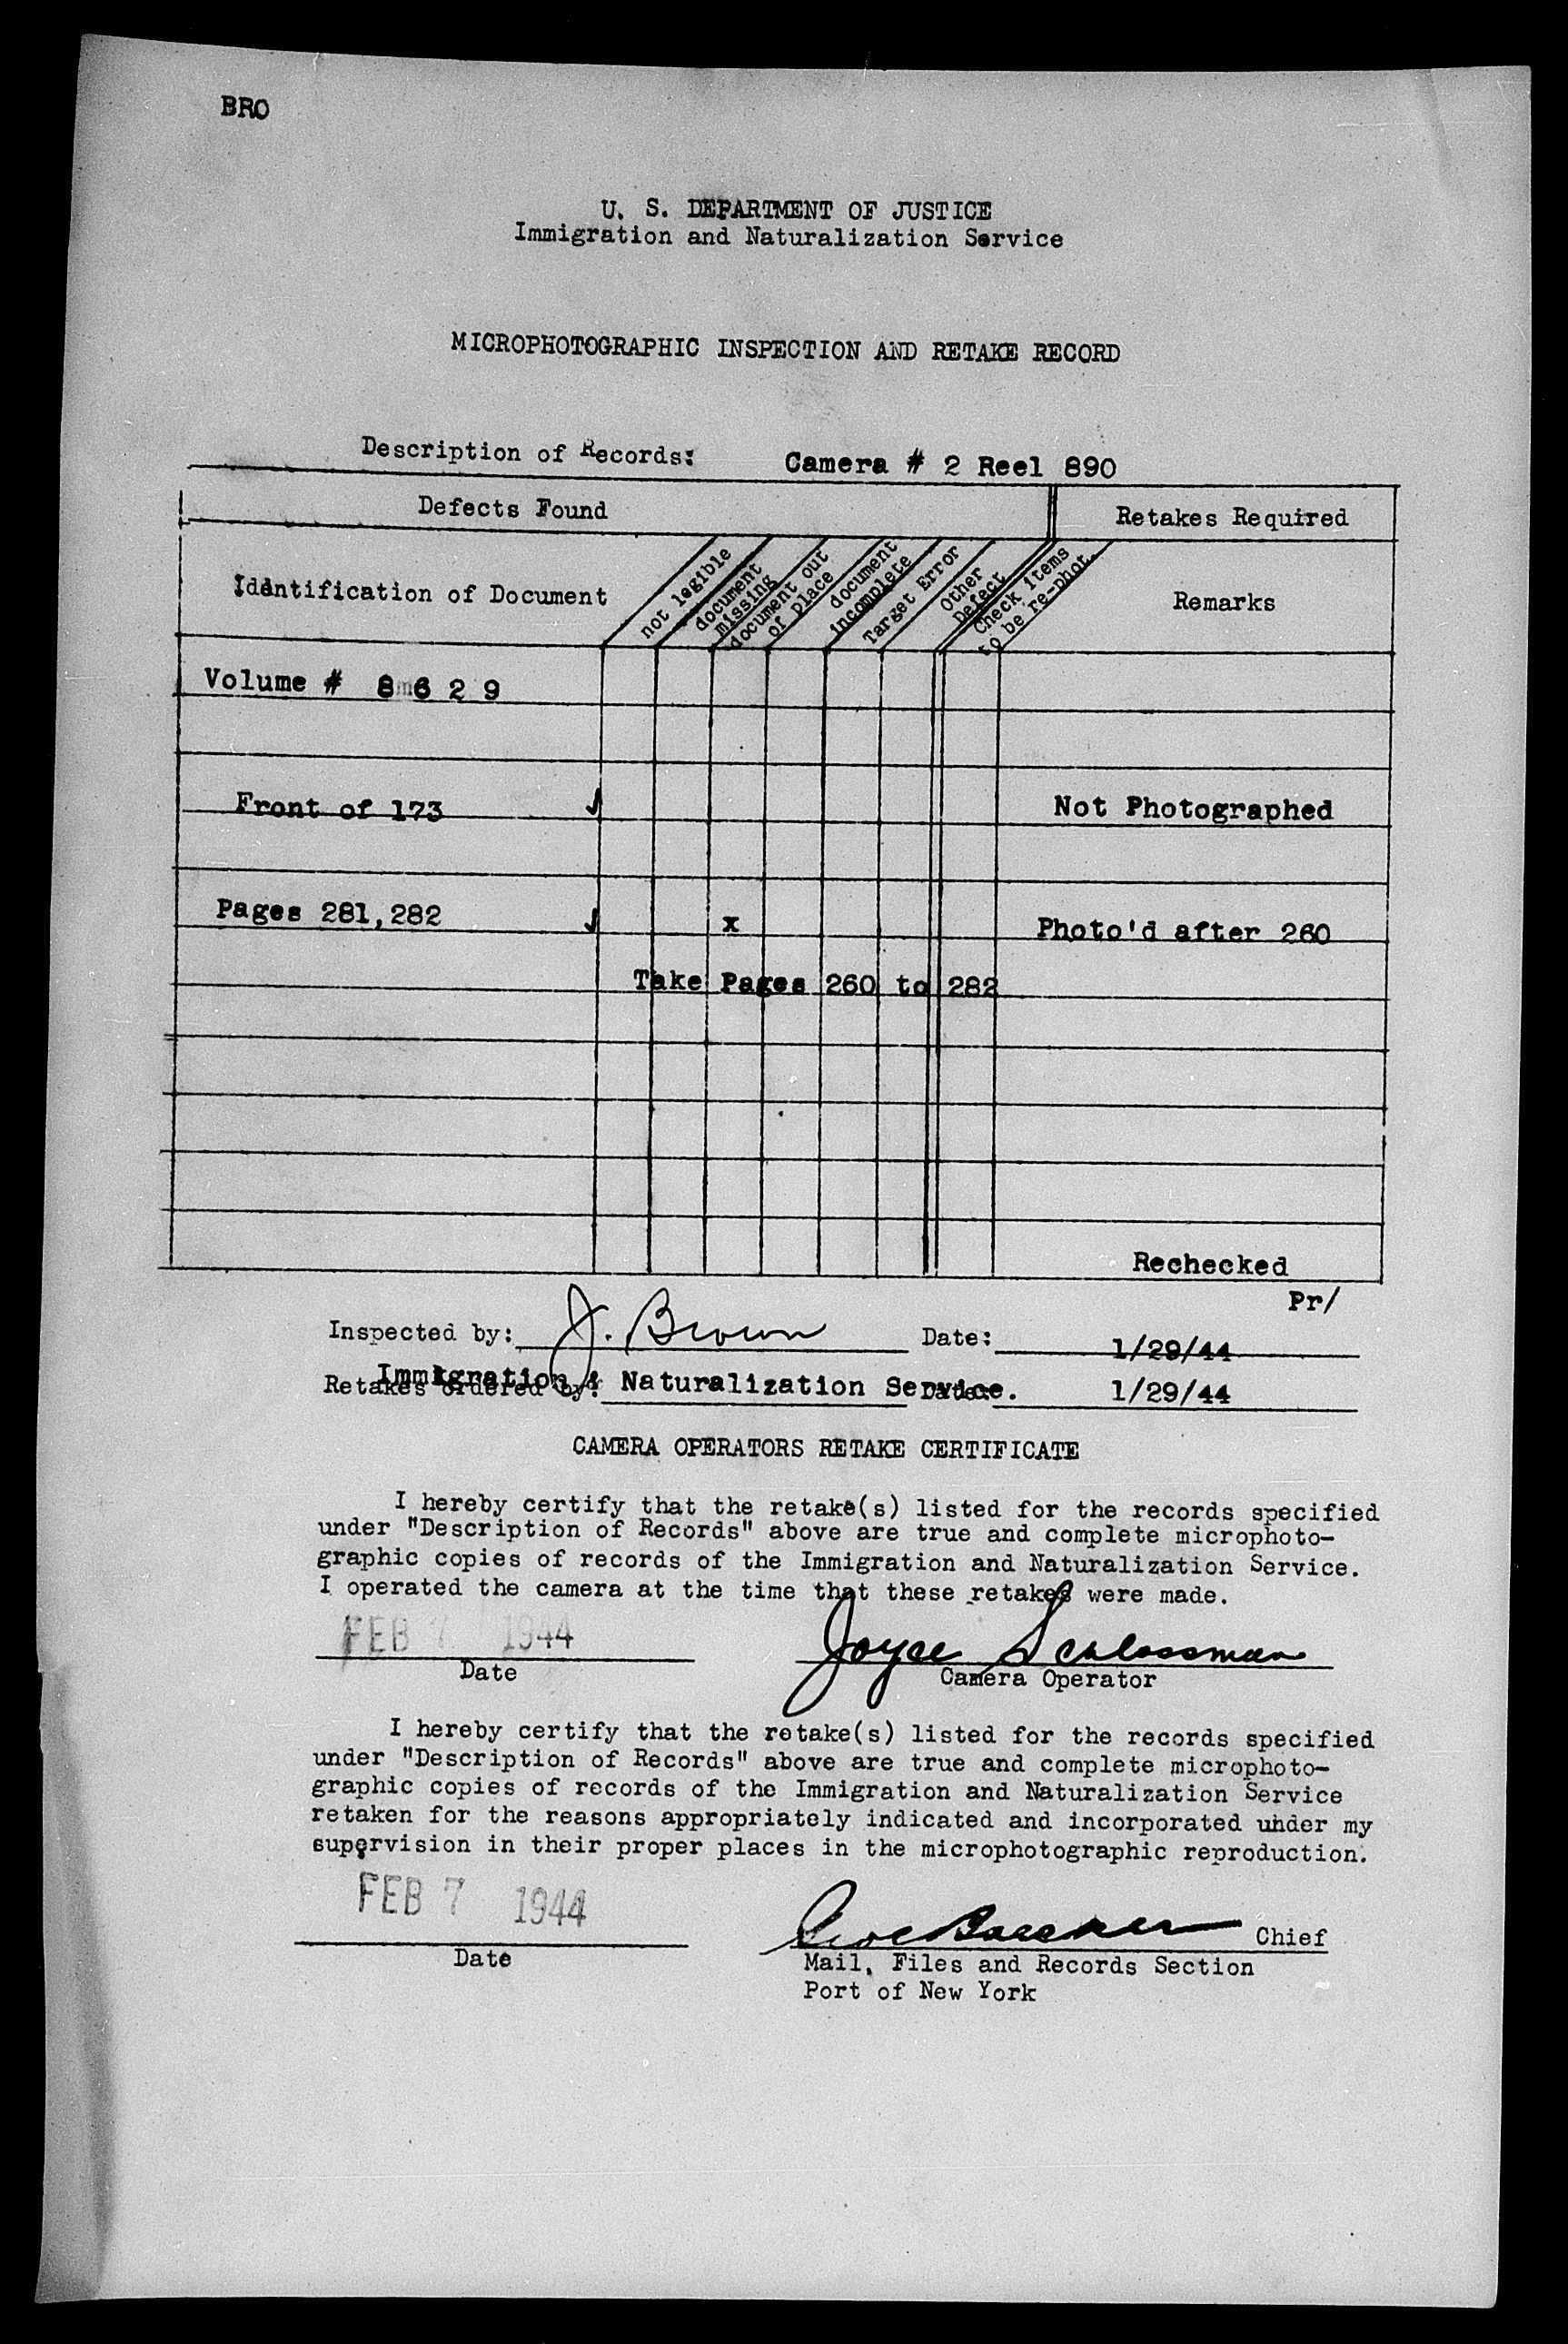 BRO
U. S. DEPARTMENT OF JUSTICE
Immigration and Naturalization Service
MICROPHOTOGRAPHIC INSPECTION AND RETAKE RECORD
Description of Records: Camera # 2 Reel 890
Defects Found
Retakes Required
Identification of Document
not legible
document missing
document out of place
document incomplete
Target Error
Other Defect
Check items to be re-phot.
Remarks
Volume # 8 6 2 9
Front of 173 ✓ Not Photographed
Pages 281,282 ✓ x Photo'd after 260
Take Pages 260 to 282
Rechecked
Pr/
Inspected by: J. Brown Date: 1/29/44
Retakes ordered by: Immigration & Naturalization Service. Date: 1/29/44
CAMERA OPERATORS RETAKE CERTIFICATE
I hereby certify that the retake(s) listed for the records specified
under "Description of Records" above are true and complete microphoto-
graphic copies of records of the Immigration and Naturalization Service.
I operated the camera at the time that these retakes were made.
FEB 7 1944
Joyce Schlossman
Date
Camera Operator
I hereby certify that the retake(s) listed for the records specified
under "Description of Records" above are true and complete microphoto-
graphic copies of records of the Immigration and Naturalization Service
retaken for the reasons appropriately indicated and incorporated under my
supervision in their proper places in the microphotographic reproduction.
FEB 7 1944
Chief
Date
Mail, Files and Records Section
Port of New York